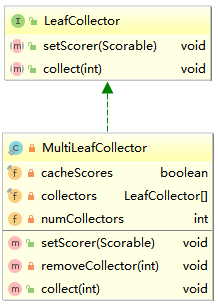 LeafCollector
setScorer(Scorable) void
collect(int) void
MultiLeafCollector
cacheScores boolean
collectors LeafCollector[]
numCollectors int
setScorer(Scorable) void
removeCollector(int) void
collect(int) void